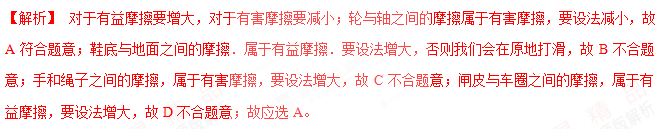 【解析】 对于有益摩擦要增大，对于有害摩擦要减小；轮与轴之间的摩擦属于有害摩擦，要设法减小，故
A 符合题意；鞋底与地面之间的摩擦．属于有益摩擦．要设法增大，否则我们会在原地打滑，故 B 不合题
意；手和绳子之间的摩擦，属于有害摩擦，要设法增大，故 C 不合题意；闸皮与车圈之间的摩擦，属于有
益摩擦，要设法增大，故 D 不合题意；故应选 A。